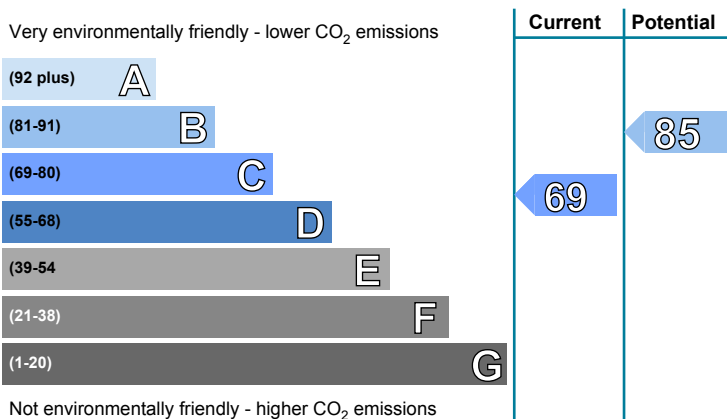 Very environmentally friendly - lower CO2 emissions
Current
Potential
(92 plus) A
(81-91) B
(69-80) C
(55-68) D
(39-54 E
(21-38) F
(1-20) G
69
85
Not environmentally friendly - higher CO2 emissions